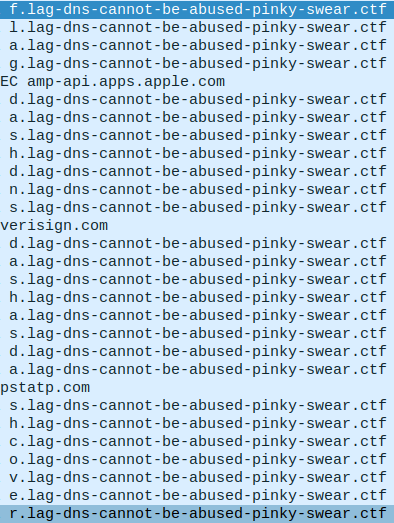 f.lag-dns-cannot-be-abused-pinky-swear.ctf
l.lag-dns-cannot-be-abused-pinky-swear.ctf
a.lag-dns-cannot-be-abused-pinky-swear.ctf
g.lag-dns-cannot-be-abused-pinky-swear.ctf
EC amp-api.apps.apple.com
d.lag-dns-cannot-be-abused-pinky-swear.ctf
a.lag-dns-cannot-be-abused-pinky-swear.ctf
s.lag-dns-cannot-be-abused-pinky-swear.ctf
h.lag-dns-cannot-be-abused-pinky-swear.ctf
d.lag-dns-cannot-be-abused-pinky-swear.ctf
n.lag-dns-cannot-be-abused-pinky-swear.ctf
s.lag-dns-cannot-be-abused-pinky-swear.ctf
verisign.com
d.lag-dns-cannot-be-abused-pinky-swear.ctf
a.lag-dns-cannot-be-abused-pinky-swear.ctf
s.lag-dns-cannot-be-abused-pinky-swear.ctf
h.lag-dns-cannot-be-abused-pinky-swear.ctf
a.lag-dns-cannot-be-abused-pinky-swear.ctf
s.lag-dns-cannot-be-abused-pinky-swear.ctf
d.lag-dns-cannot-be-abused-pinky-swear.ctf
a.lag-dns-cannot-be-abused-pinky-swear.ctf
pstatp.com
s.lag-dns-cannot-be-abused-pinky-swear.ctf
h.lag-dns-cannot-be-abused-pinky-swear.ctf
c.lag-dns-cannot-be-abused-pinky-swear.ctf
o.lag-dns-cannot-be-abused-pinky-swear.ctf
v.lag-dns-cannot-be-abused-pinky-swear.ctf
e.lag-dns-cannot-be-abused-pinky-swear.ctf
r.lag-dns-cannot-be-abused-pinky-swear.ctf